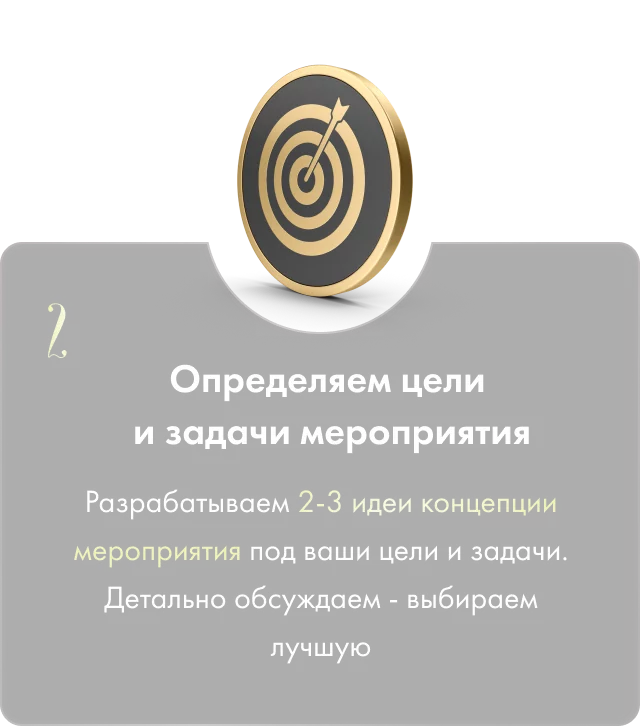 2
Определяем цели
и задачи мероприятия
Разрабатываем 2-3 идеи концепции
мероприятия под ваши цели и задачи.
Детально обсуждаем - выбираем
лучшую